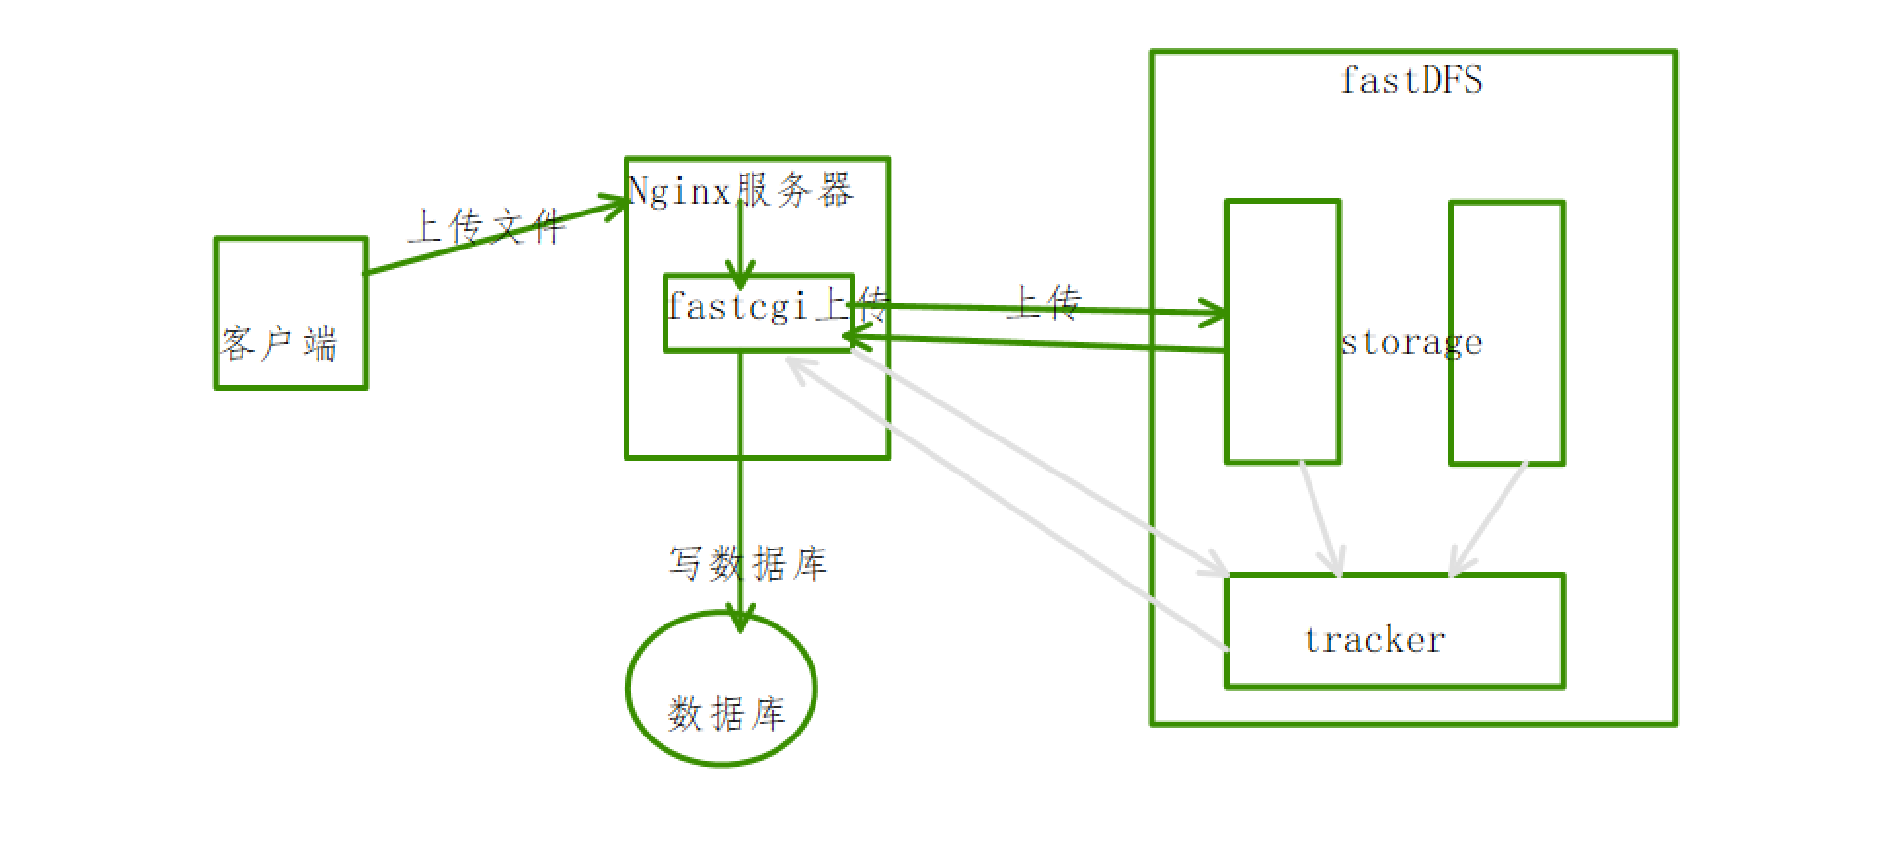 fastDFS
Nginx服务器
上传文件
客户端
fastcgi上传
上传
storage
写数据库
tracker
数据库